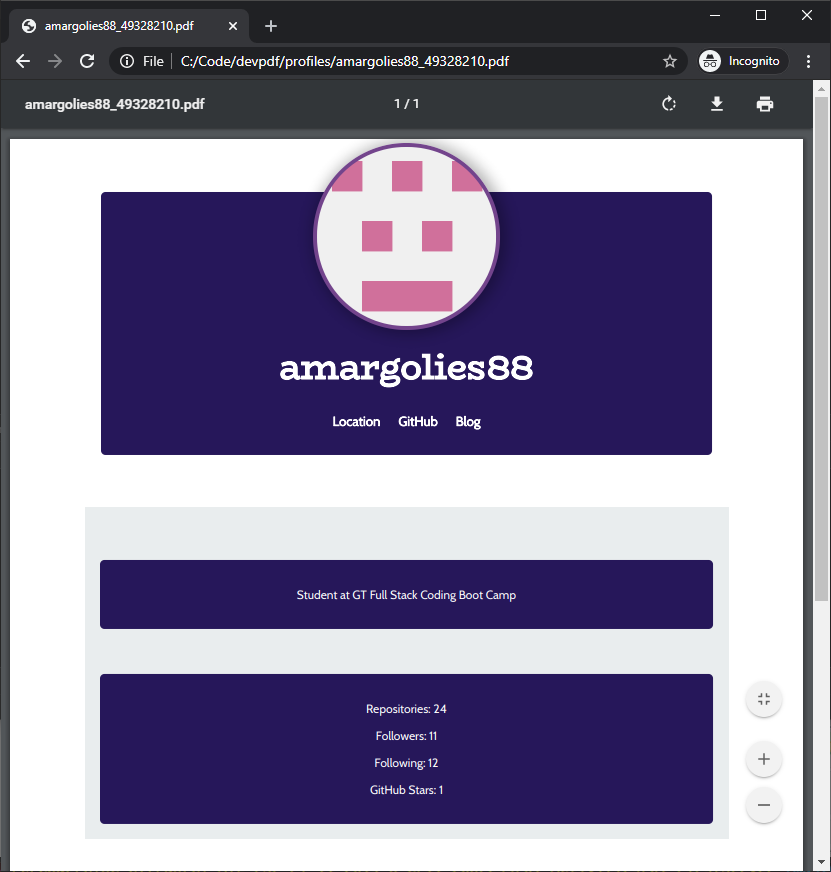 amargolies88_49328210.pdf
File C:/Code/devpdf/profiles/amargolies88_49328210.pdf Incognito
amargolies88_49328210.pdf 1 / 1
amargolies88
Location GitHub Blog
Student at GT Full Stack Coding Boot Camp
Repositories: 24
Followers: 11
Following: 12
GitHub Stars: 1